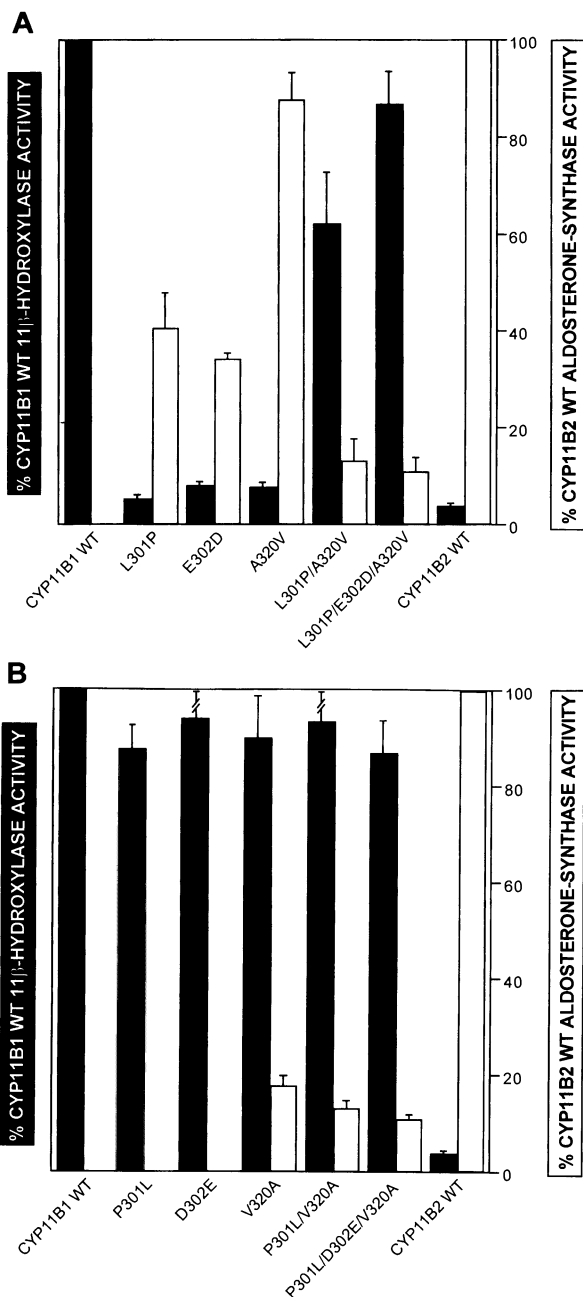 A
% CYP11B1 WT 11β-HYDROXYLASE ACTIVITY
100
80
60
40
20
0
% CYP11B2 WT ALDOSTERONE-SYNTHASE ACTIVITY
CYP11B1 WT
L301P
E302D
A320V
L301P/A320V
L301P/E302D/A320V
CYP11B2 WT
B
% CYP11B1 WT 11β-HYDROXYLASE ACTIVITY
100
80
60
40
20
0
% CYP11B2 WT ALDOSTERONE-SYNTHASE ACTIVITY
CYP11B1 WT
P301L
D302E
V320A
P301L/V320A
P301L/D302E/V320A
CYP11B2 WT